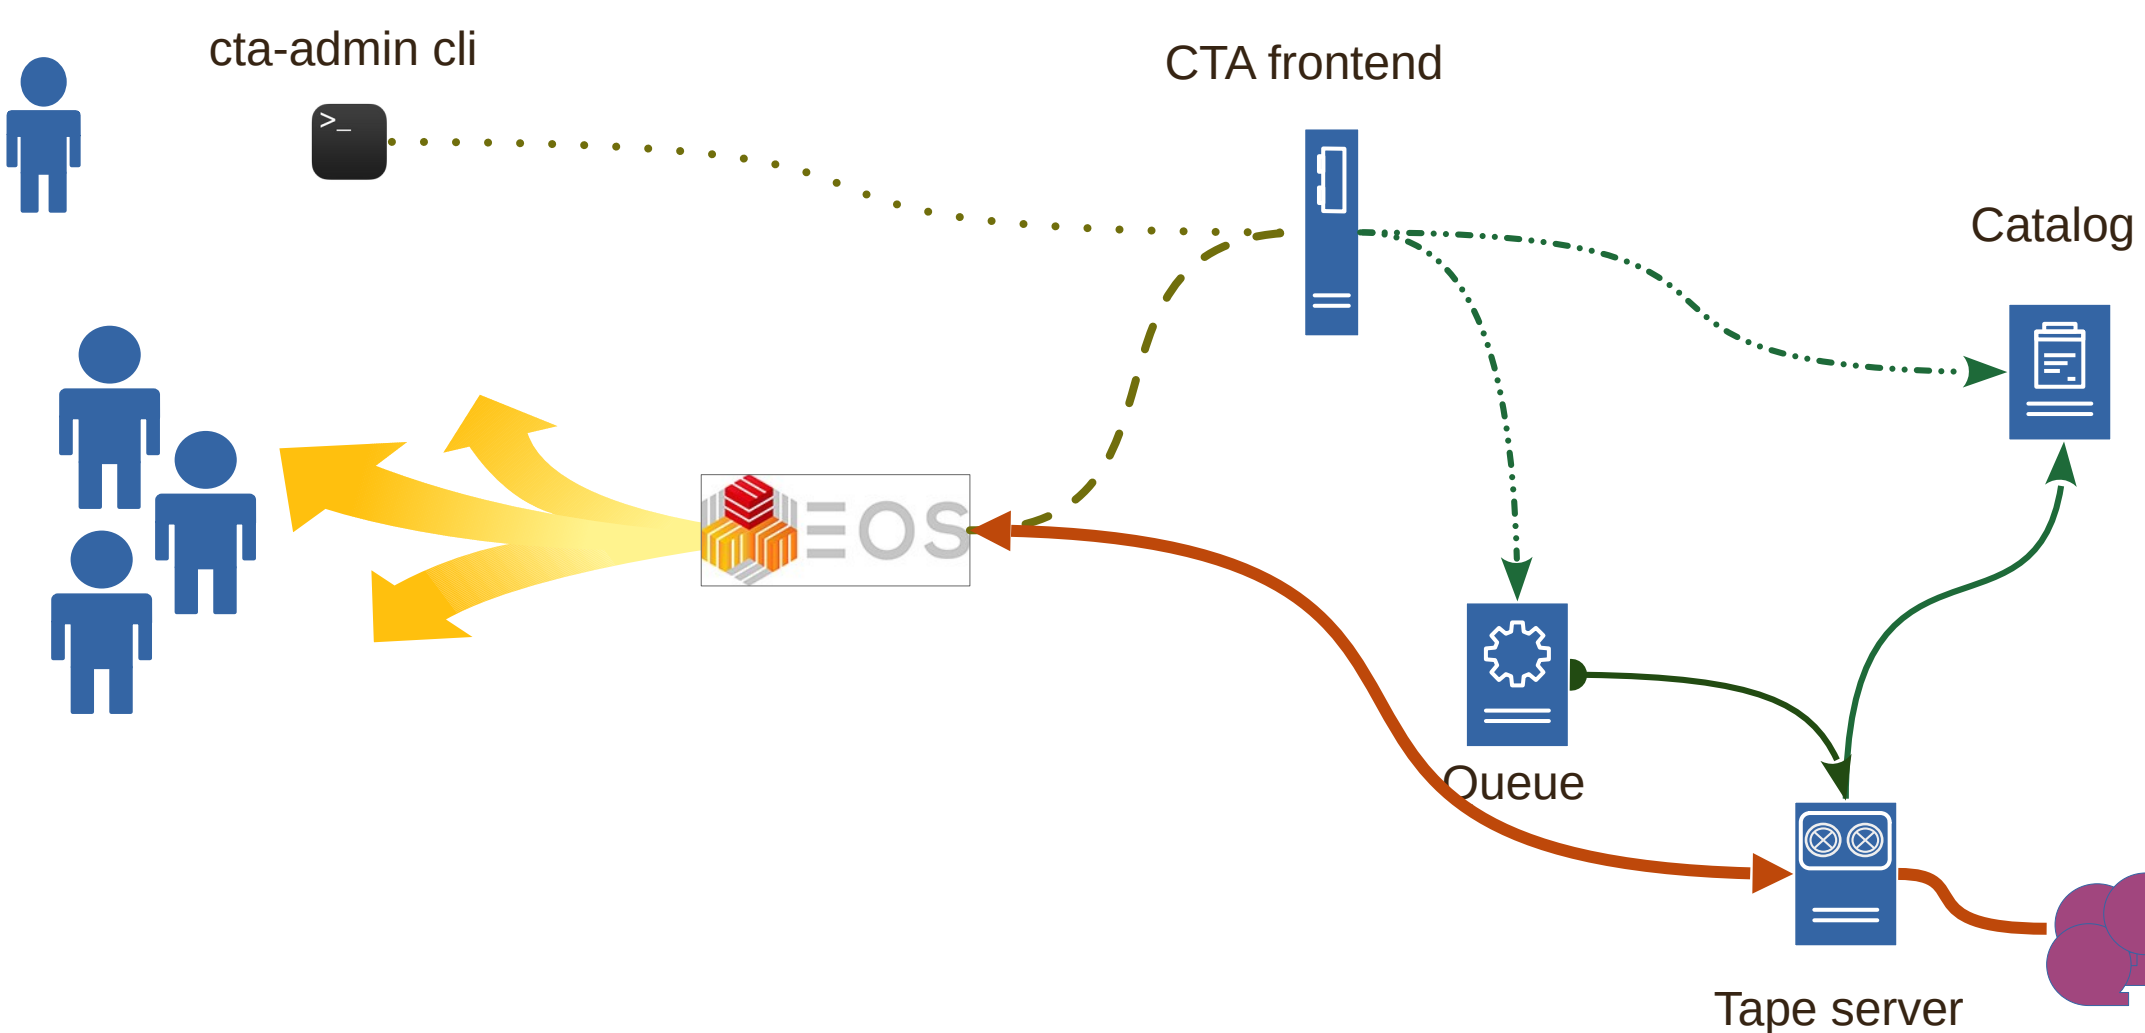 cta-admin cli
CTA frontend
>_
Catalog
EOS
Queue
Tape server